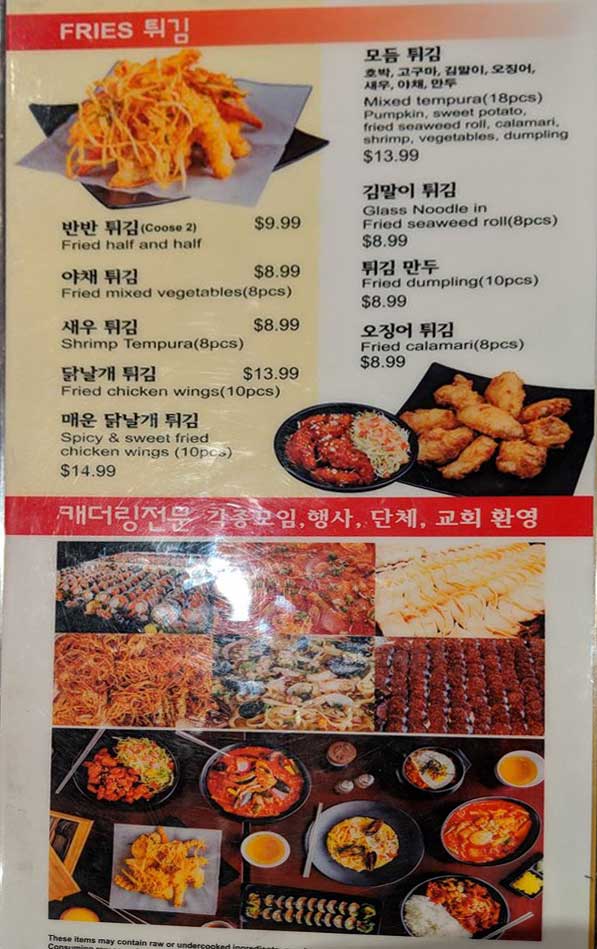 FRIES 튀김
반반 튀김(Coose 2) $9.99
Fried half and half
야채 튀김 $8.99
Fried mixed vegetables(8pcs)
새우 튀김 $8.99
Shrimp Tempura(8pcs)
닭날개 튀김 $13.99
Fried chicken wings(10pcs)
매운 닭날개 튀김
Spicy & sweet fried
chicken wings (10pcs)
$14.99
모듬 튀김
호박, 고구마, 김말이, 오징어,
새우, 야채, 만두
Mixed tempura(18pcs)
Pumpkin, sweet potato,
fried seaweed roll, calamari,
shrimp, vegetables, dumpling
$13.99
김말이 튀김
Glass Noodle in
Fried seaweed roll(8pcs)
$8.99
튀김 만두
Fried dumpling(10pcs)
$8.99
오징어 튀김
Fried calamari(8pcs)
$8.99
캐더링전문 각종모임,행사, 단체, 교회 환영
These items may contain raw or undercooked
Consuming